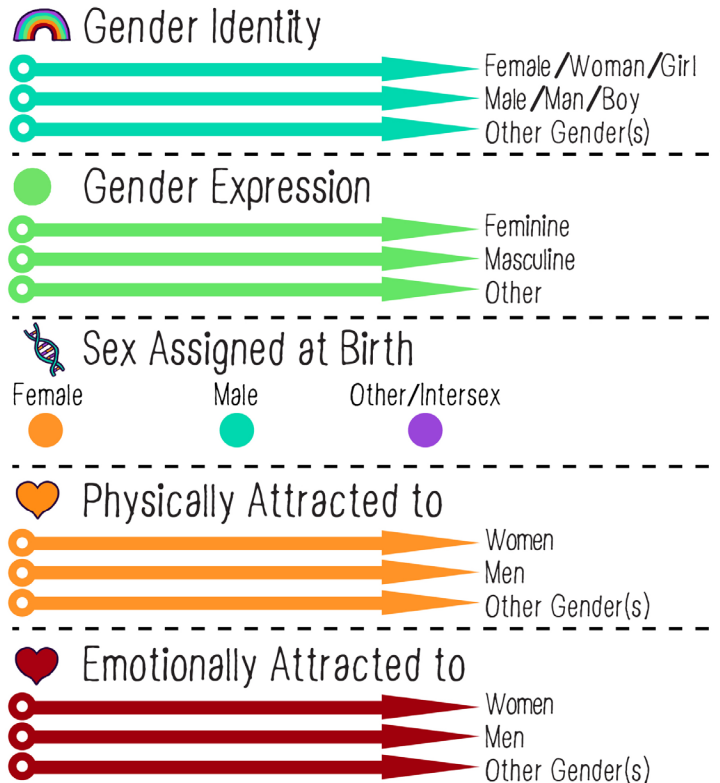 Gender Identity
Female/Woman/Girl
Male/Man/Boy
Other Gender(s)
Gender Expression
Feminine
Masculine
Other
Sex Assigned at Birth
Female Male Other/Intersex
Physically Attracted to
Women
Men
Other Gender(s)
Emotionally Attracted to
Women
Men
Other Gender(s)